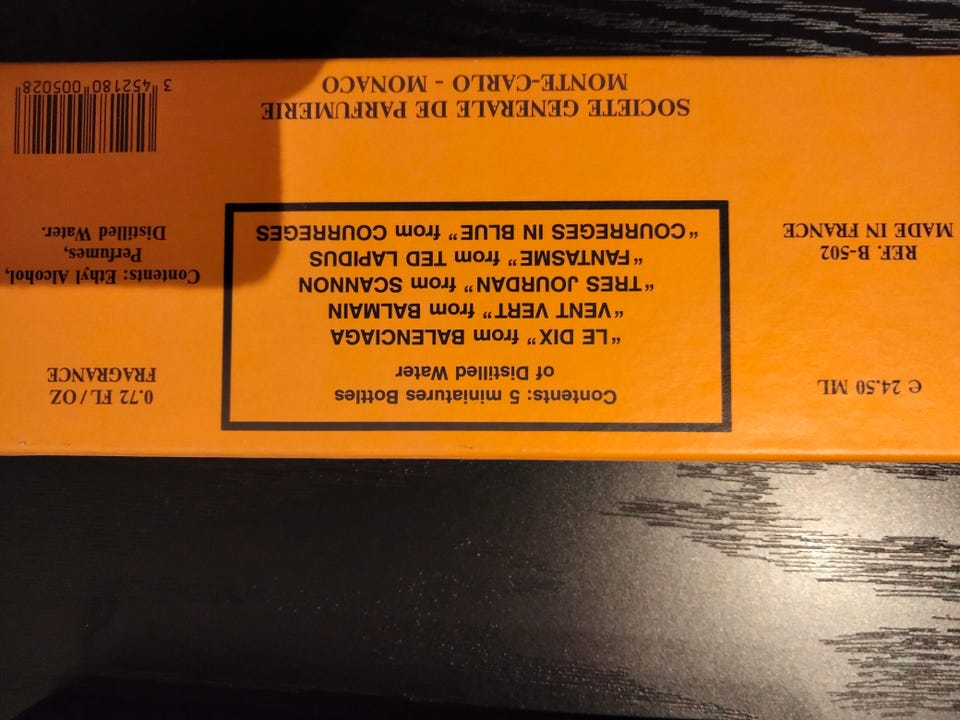 ℮ 24.50 ML
Contents: 5 miniatures Bottles
of Distilled Water
"LE DIX" from BALENCIAGA
"VENT VERT" from BALMAIN
"TRES JOURDAN" from SCANNON
"FANTASME" from TED LAPIDUS
"COURREGES IN BLUE" from COURREGES
0.72 FL/OZ
FRAGRANCE
REF. B-502
MADE IN FRANCE
Contents: Ethyl Alcohol,
Perfumes,
Distilled Water.
SOCIETE GENERALE DE PARFUMERIE
MONTE-CARLO - MONACO
3 452180 005028